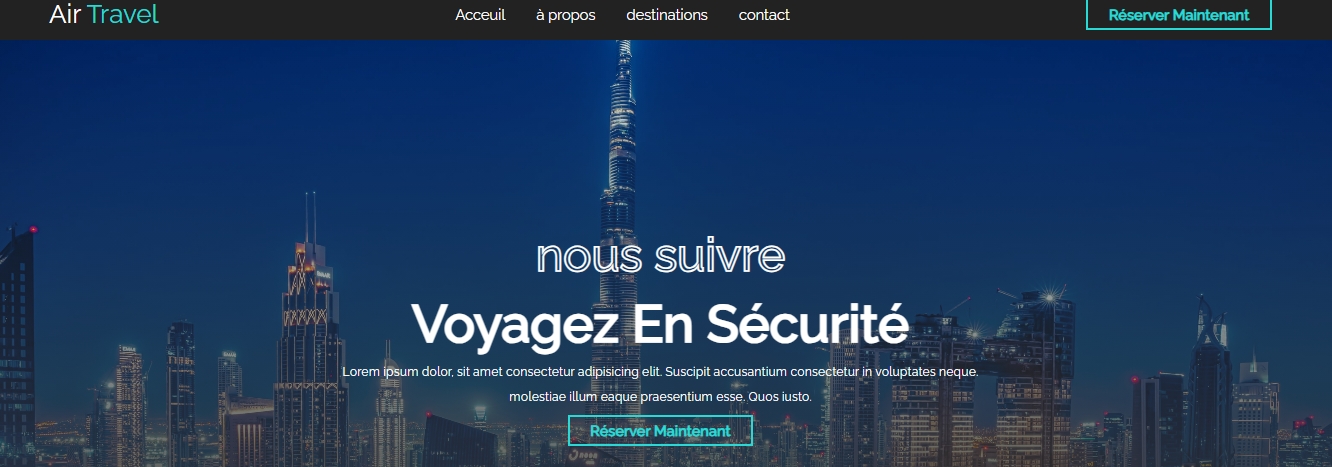 Air Travel
Acceuil
à propos
destinations
contact
Réserver Maintenant
nous suivre
Voyagez En Sécurité
Lorem ipsum dolor, sit amet consectetur adipisicing elit. Suscipit accusantium consectetur in voluptates neque.
molestiae illum eaque praesentium esse. Quos iusto.
Réserver Maintenant